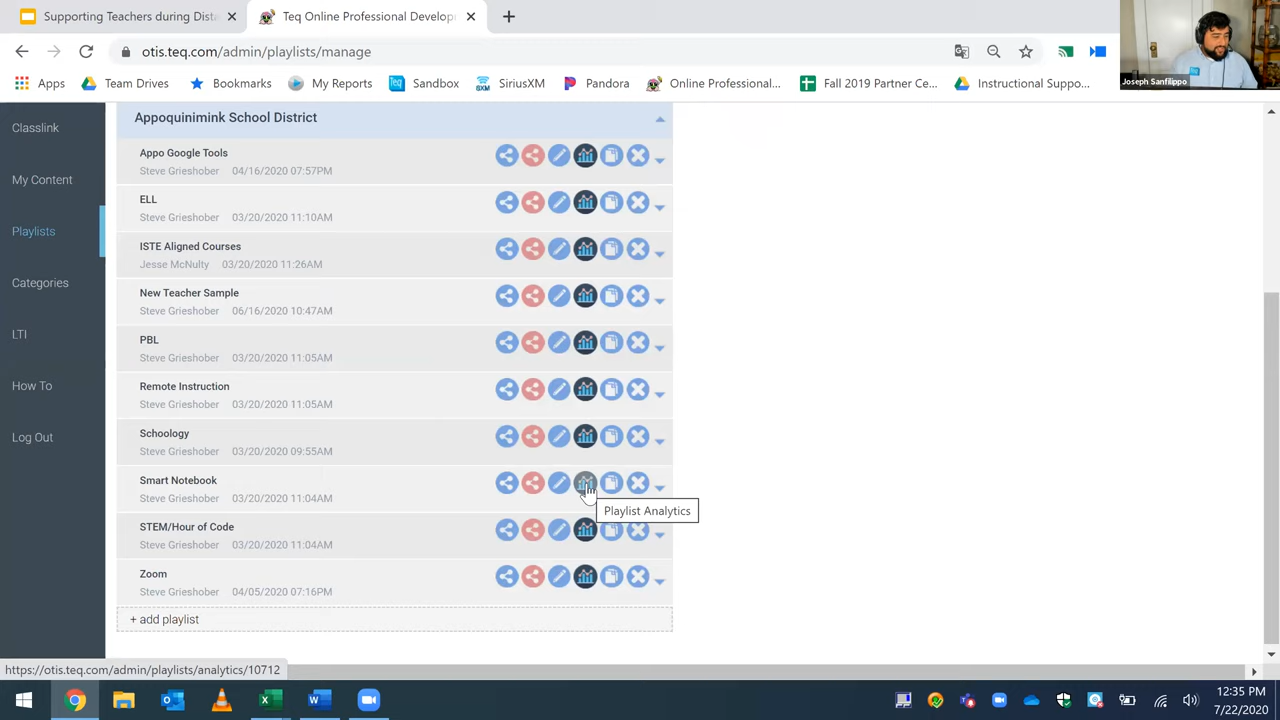 Supporting Teachers during Dista
Teq Online Professional Develop
otis.teq.com/admin/playlists/manage
Joseph Sanfilippo
Apps
Team Drives
Bookmarks
My Reports
Sandbox
SiriusXM
Pandora
Online Professional...
Fall 2019 Partner Ce...
Instructional Suppo...
Classlink
My Content
Playlists
Categories
LTI
How To
Log Out
Appoquinimink School District
Appo Google Tools
Steve Grieshober 04/16/2020 07:57PM
ELL
Steve Grieshober 03/20/2020 11:10AM
ISTE Aligned Courses
Jesse McNulty 03/20/2020 11:26AM
New Teacher Sample
Steve Grieshober 06/16/2020 10:47AM
PBL
Steve Grieshober 03/20/2020 11:05AM
Remote Instruction
Steve Grieshober 03/20/2020 11:05AM
Schoology
Steve Grieshober 03/20/2020 09:55AM
Smart Notebook
Steve Grieshober 03/20/2020 11:04AM
Playlist Analytics
STEM/Hour of Code
Steve Grieshober 03/20/2020 11:04AM
Zoom
Steve Grieshober 04/05/2020 07:16PM
+ add playlist
https://otis.teq.com/admin/playlists/analytics/10712
12:35 PM
7/22/2020